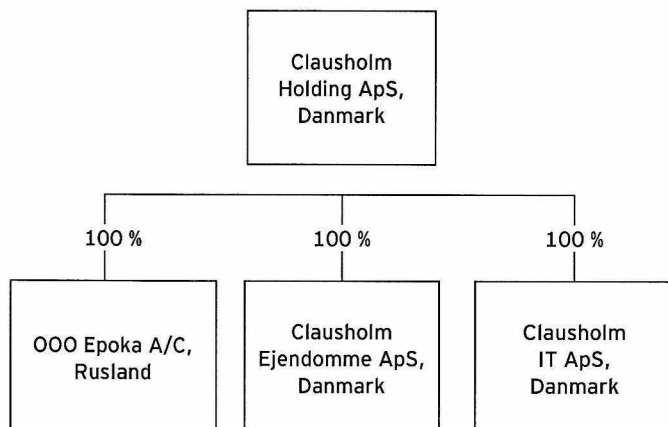 Clausholm
Holding ApS,
Danmark
100 %
100 %
100 %
OOO Epoka A/C,
Rusland
Clausholm
Ejendomme ApS,
Danmark
Clausholm
IT ApS,
Danmark